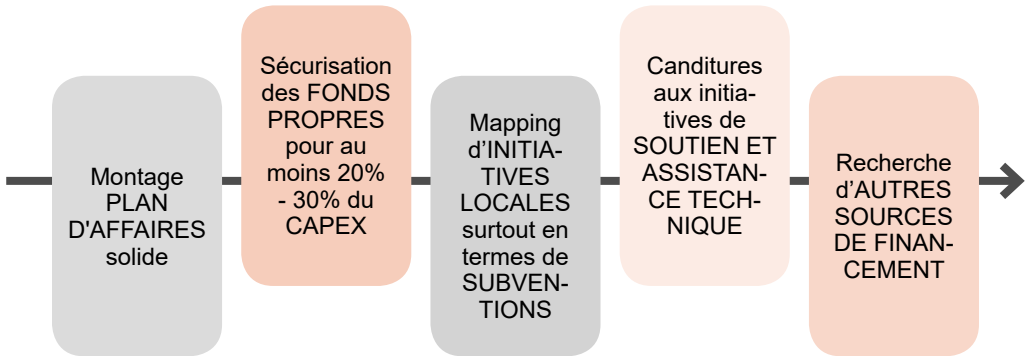 Montage
PLAN
D'AFFAIRES
solide
Sécurisation
des FONDS
PROPRES
pour au
moins 20%
- 30% du
CAPEX
Mapping
d’INITIA-
TIVES
LOCALES
surtout en
termes de
SUBVEN-
TIONS
Canditures
aux initia-
tives de
SOUTIEN ET
ASSISTAN-
CE TECH-
NIQUE
Recherche
d’AUTRES
SOURCES
DE FINAN-
CEMENT